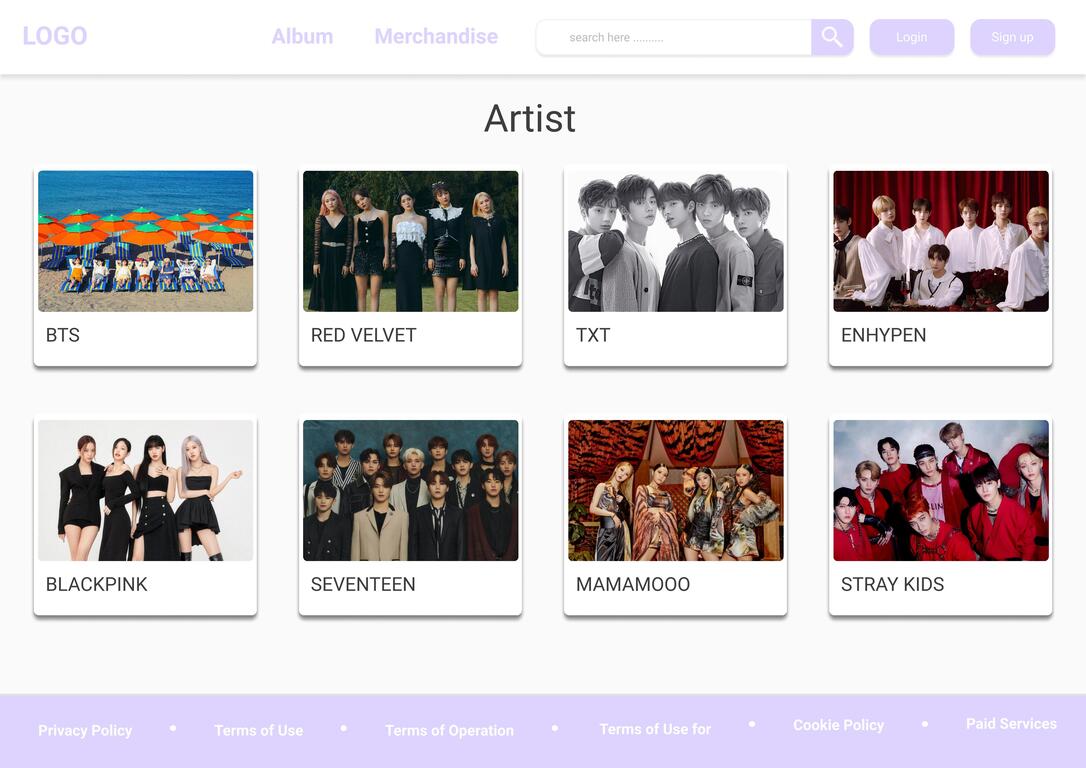 LOGO
Album
Merchandise
search here ..........
Login
Sign up
Artist
BTS
RED VELVET
TXT
ENHYPEN
BLACKPINK
SEVENTEEN
MAMAMOOO
STRAY KIDS
Privacy Policy • Terms of Use • Terms of Operation • Terms of Use for • Cookie Policy • Paid Services